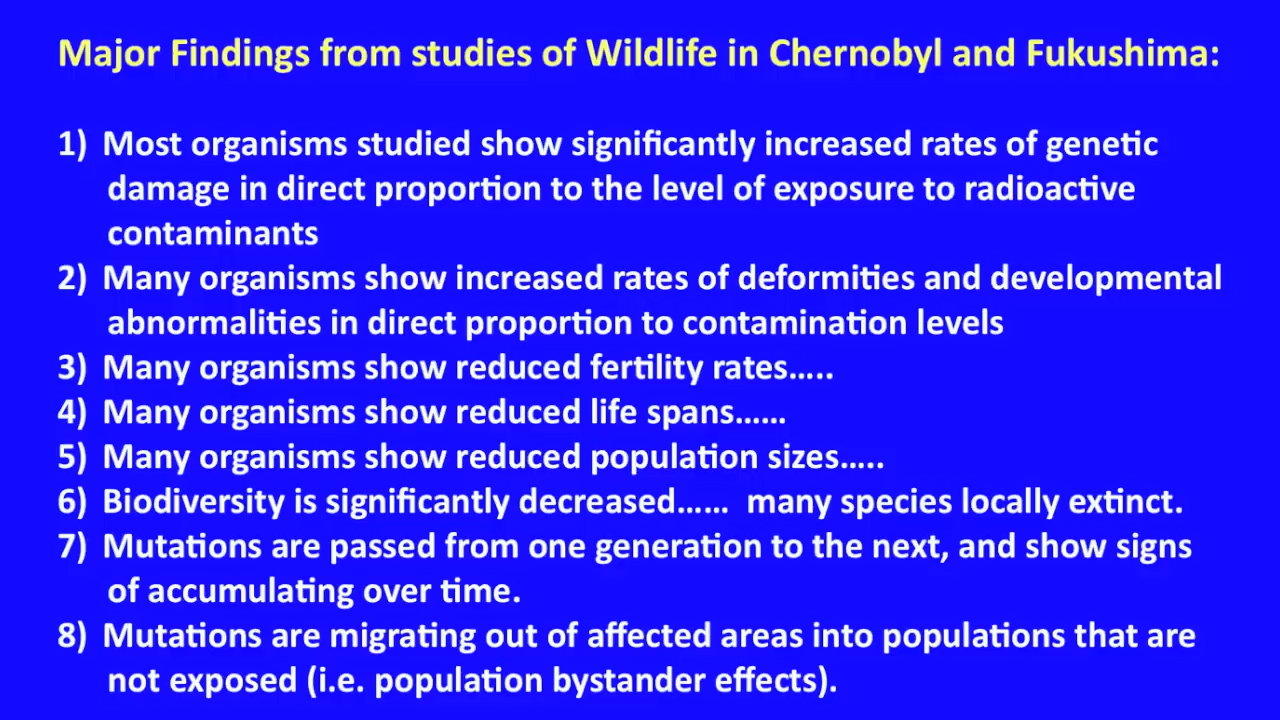 Major Findings from studies of Wildlife in Chernobyl and Fukushima:
1) Most organisms studied show significantly increased rates of genetic
damage in direct proportion to the level of exposure to radioactive
contaminants
2) Many organisms show increased rates of deformities and developmental
abnormalities in direct proportion to contamination levels
3) Many organisms show reduced fertility rates…..
4) Many organisms show reduced life spans……
5) Many organisms show reduced population sizes…..
6) Biodiversity is significantly decreased…… many species locally extinct.
7) Mutations are passed from one generation to the next, and show signs
of accumulating over time.
8) Mutations are migrating out of affected areas into populations that are
not exposed (i.e. population bystander effects).